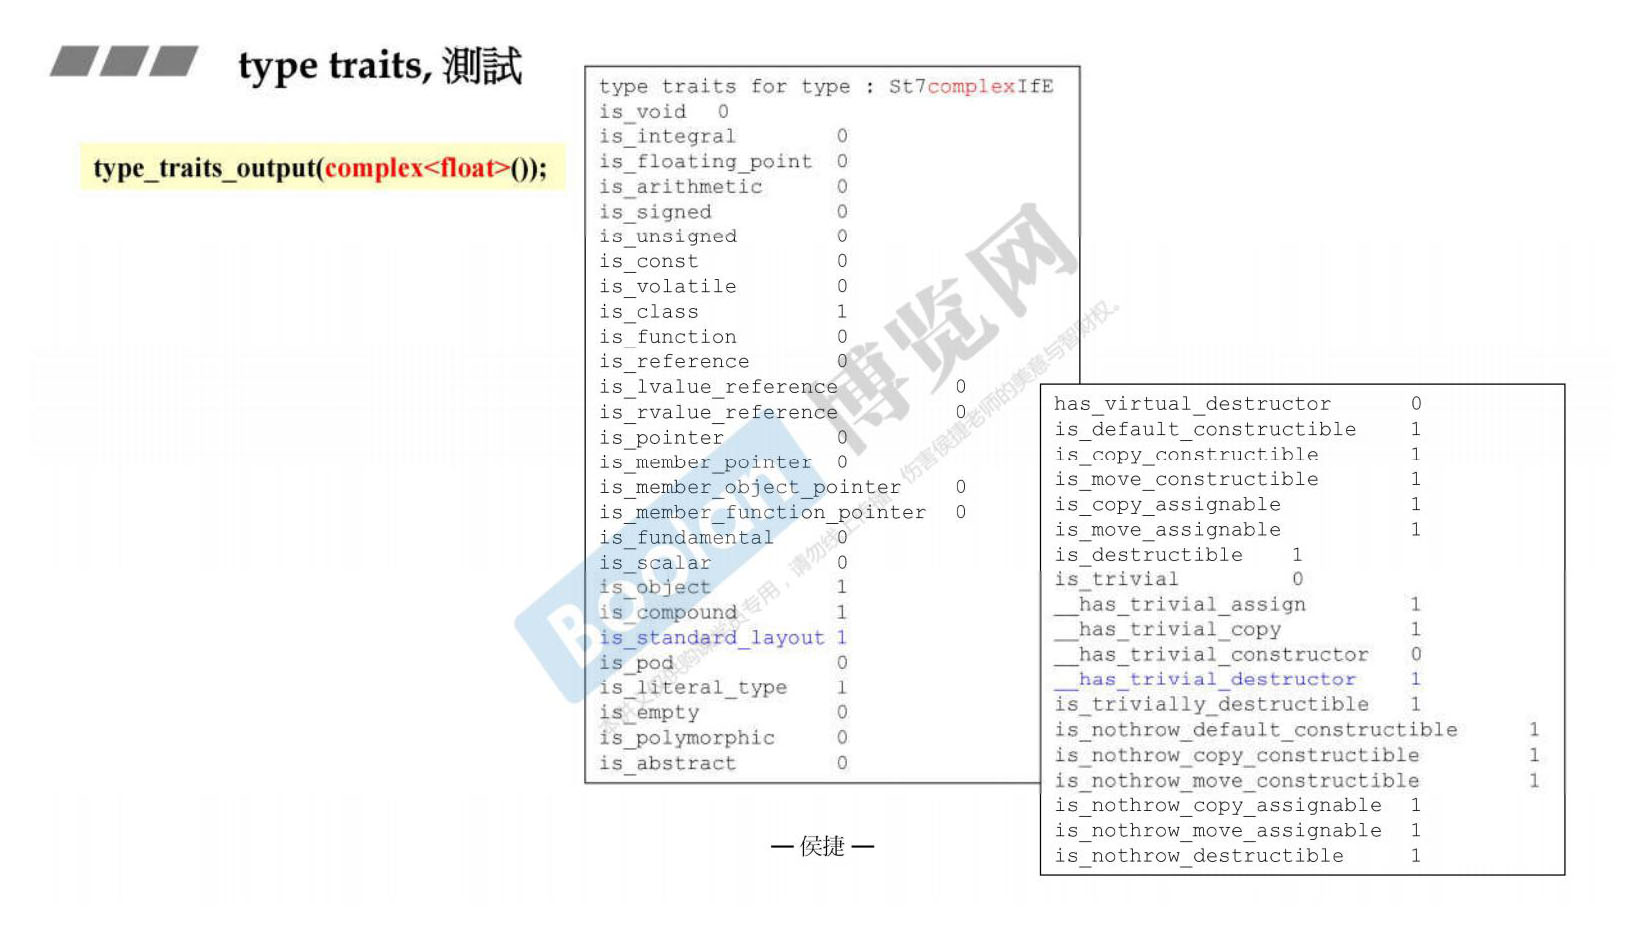 type traits, 測試
type_traits_output(complex<float>());
type traits for type : St7complexIfE
is_void 0
is_integral 0
is_floating_point 0
is_arithmetic 0
is_signed 0
is_unsigned 0
is_const 0
is_volatile 0
is_class 1
is_function 0
is_reference 0
is_lvalue_reference 0
is_rvalue_reference 0
is_pointer 0
is_member_pointer 0
is_member_object_pointer 0
is_member_function_pointer 0
is_fundamental 0
is_scalar 0
is_object 1
is_compound 1
is_standard_layout 1
is_pod 0
is_literal_type 1
is_empty 0
is_polymorphic 0
is_abstract 0
has_virtual_destructor 0
is_default_constructible 1
is_copy_constructible 1
is_move_constructible 1
is_copy_assignable 1
is_move_assignable 1
is_destructible 1
is_trivial 0
__has_trivial_assign 1
__has_trivial_copy 1
__has_trivial_constructor 0
__has_trivial_destructor 1
is_trivially_destructible 1
is_nothrow_default_constructible 1
is_nothrow_copy_constructible 1
is_nothrow_move_constructible 1
is_nothrow_copy_assignable 1
is_nothrow_move_assignable 1
is_nothrow_destructible 1
Boolan 博览网
专用，请勿线上传播，伤害侯捷老师的美意与智财权。
— 侯捷 —